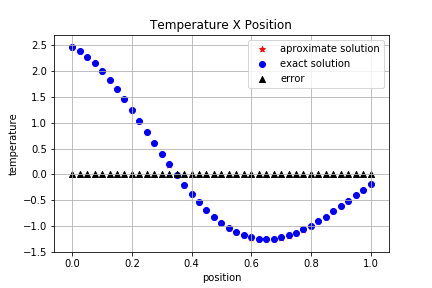 Temperature X Position
aproximate solution
exact solution
error
temperature
2.5
2.0
1.5
1.0
0.5
0.0
−0.5
−1.0
−1.5
0.0 0.2 0.4 0.6 0.8 1.0
position